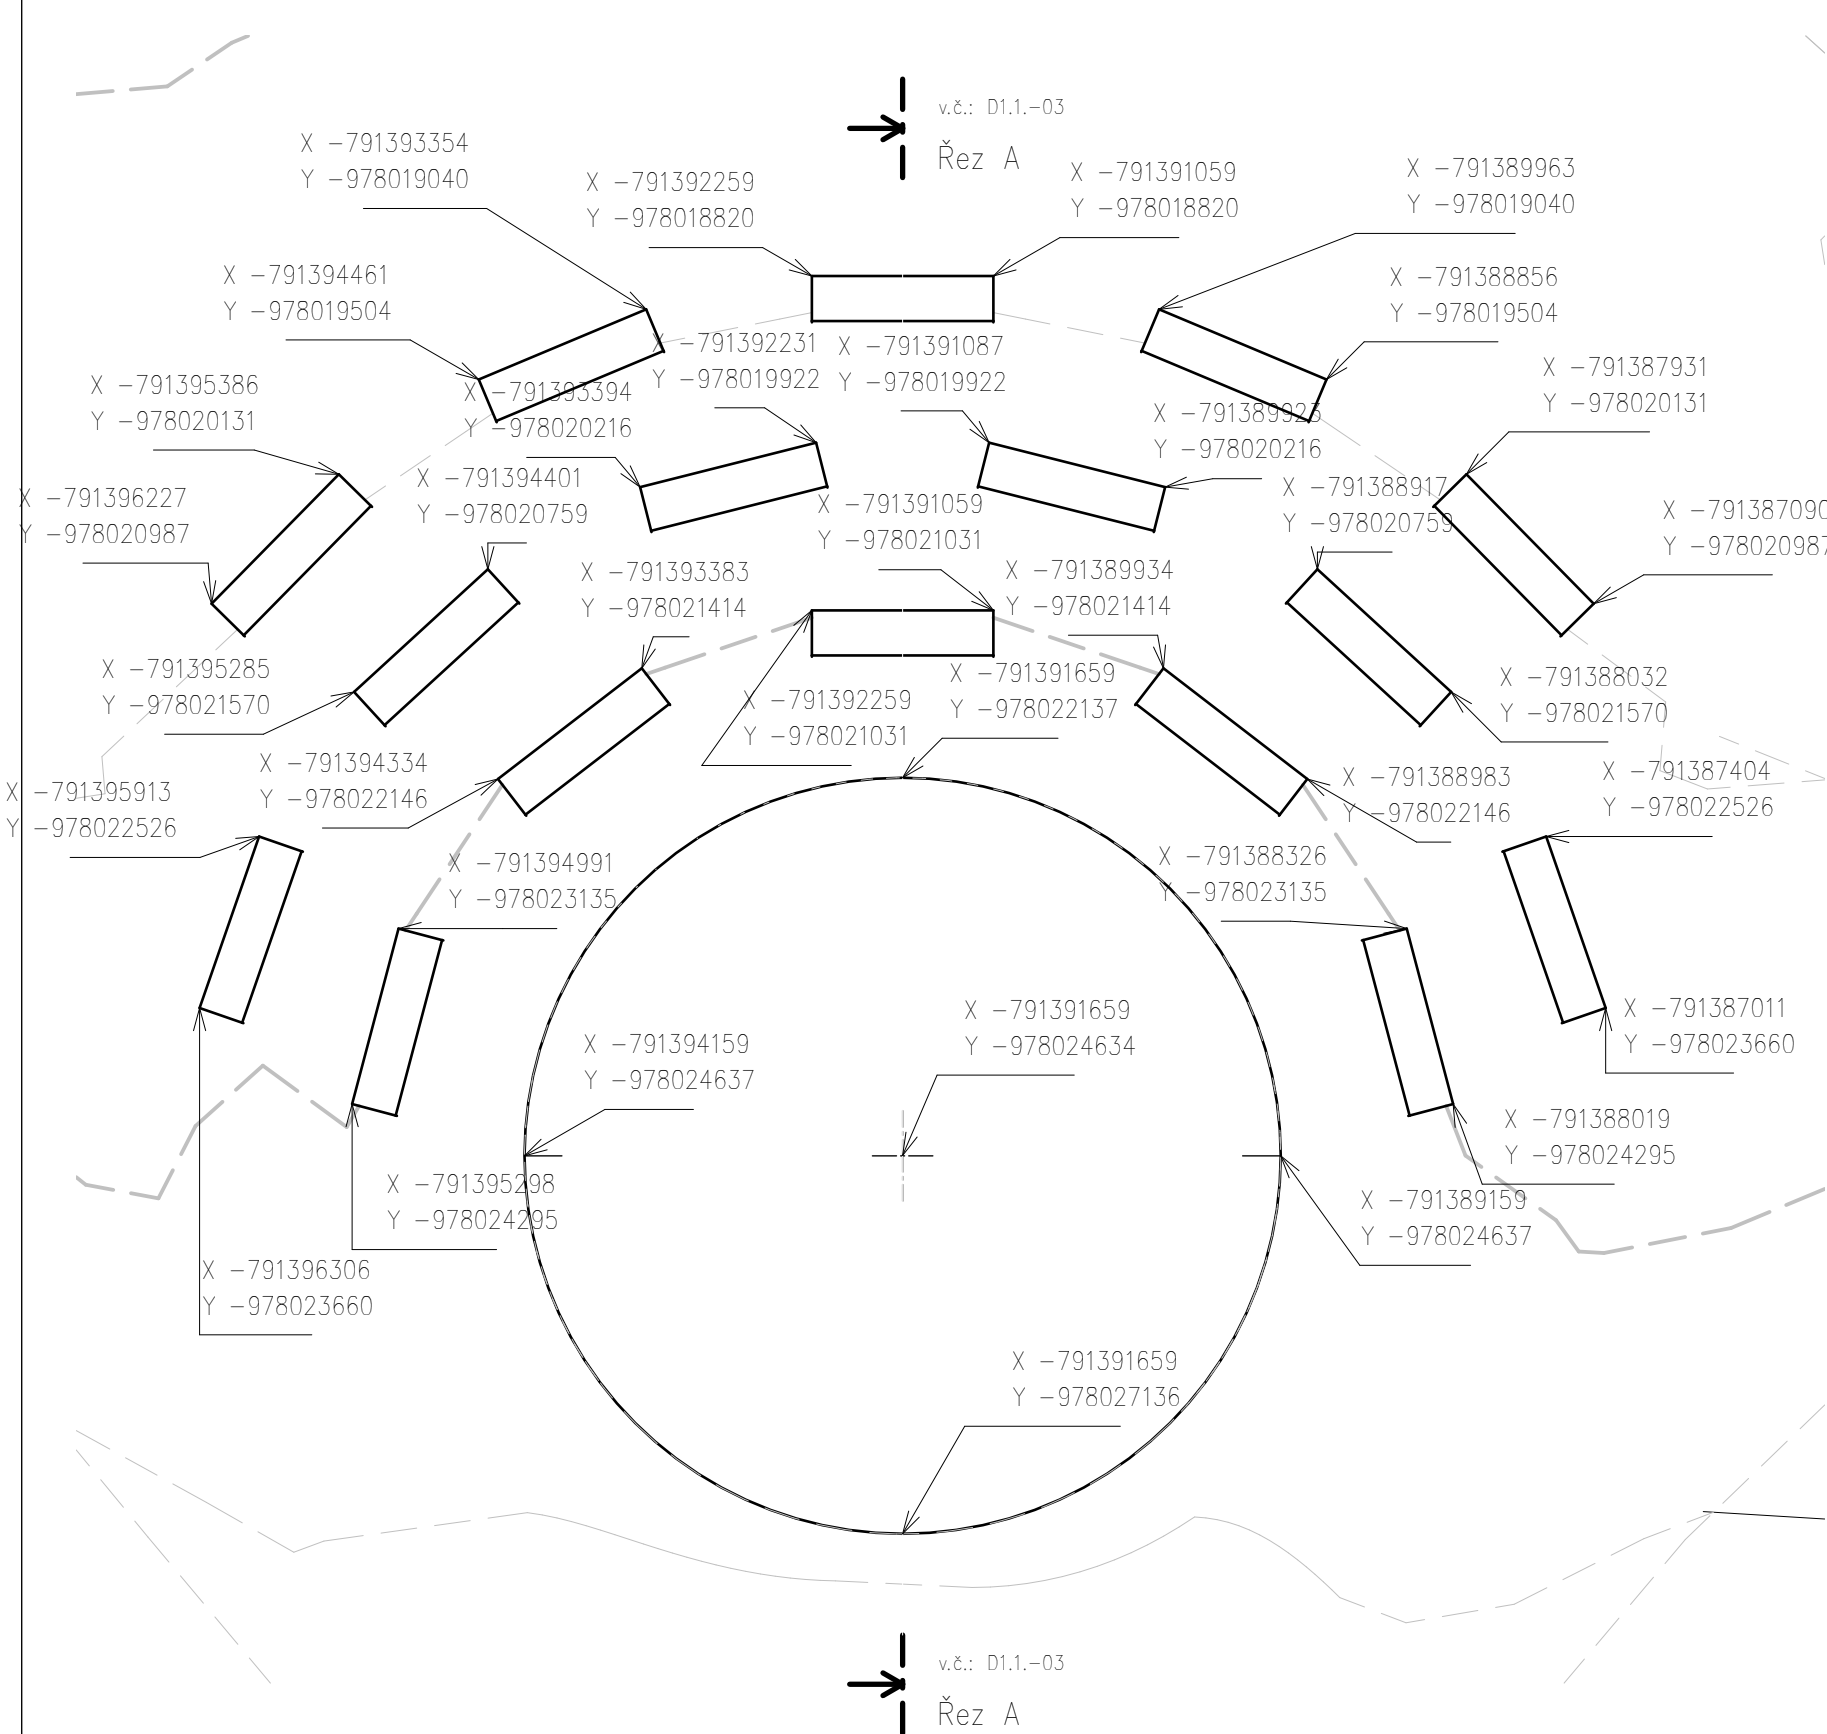 v.č.: D1.1.-03
Řez A
X -791393354
Y -978019040
X -791392259
Y -978018820
X -791391059
Y -978018820
X -791389963
Y -978019040
X -791394461
Y -978019504
X -791388856
Y -978019504
X -791392231
Y -978019922
X -791391087
Y -978019922
X -791387931
Y -978020131
X -791395386
Y -978020131
X -791393394
Y -978020216
X -791389923
Y -978020216
X -791394401
Y -978020759
X -791388917
Y -978020759
X -791396227
Y -978020987
X -791391059
Y -978021031
X -791387090
Y -978020987
X -791393383
Y -978021414
X -791389934
Y -978021414
X -791395285
Y -978021570
X -791391659
Y -978022137
X -791388032
Y -978021570
X -791392259
Y -978021031
X -791394334
Y -978022146
X -791388983
Y -978022146
X -791387404
Y -978022526
X -791395913
Y -978022526
X -791394991
Y -978023135
X -791388326
Y -978023135
X -791391659
Y -978024634
X -791387011
Y -978023660
X -791394159
Y -978024637
X -791388019
Y -978024295
X -791395298
Y -978024295
X -791389159
Y -978024637
X -791396306
Y -978023660
X -791391659
Y -978027136
v.č.: D1.1.-03
Řez A